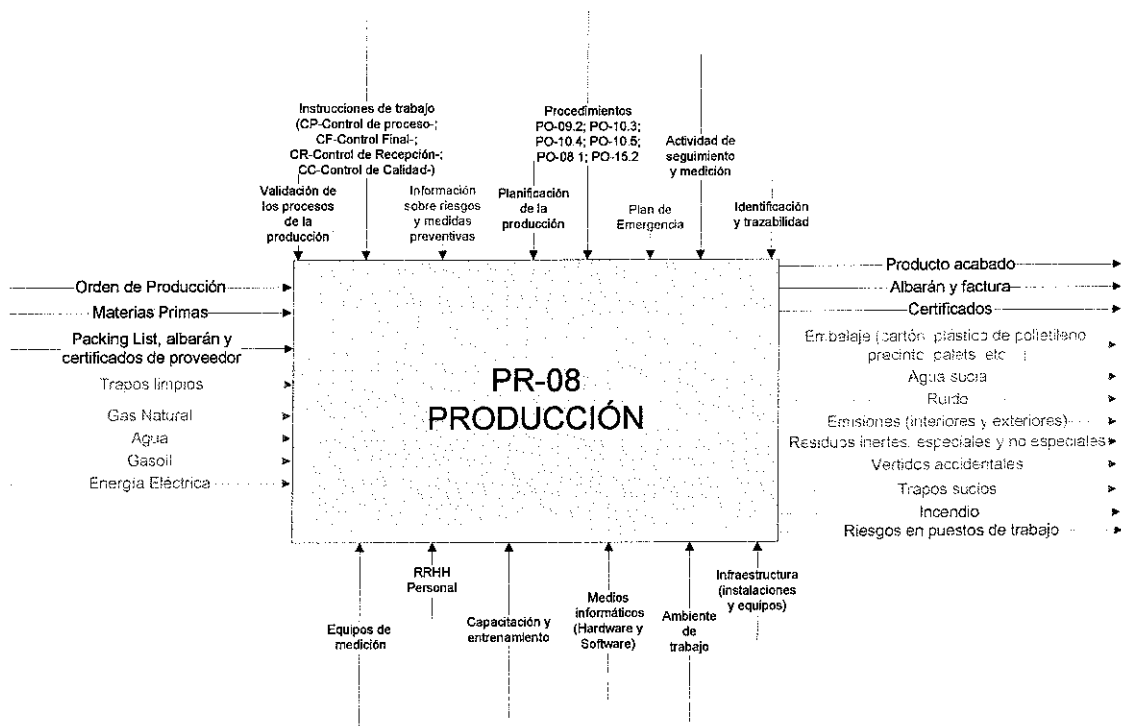 Instrucciones de trabajo
(CP-Control de proceso-;
CF-Control Final-;
CR-Control de Recepción-;
CC-Control de Calidad-)
Procedimientos
PO-09.2; PO-10.3;
PO-10.4; PO-10.5;
PO-08 1; PO-15.2
Actividad de
seguimiento
y medición
Validación de
los procesos
de la
producción
Información
sobre riesgos
y medidas
preventivas
Planificación
de la
producción
Plan de
Emergencia
Identificación
y trazabilidad
Orden de Producción
Materias Primas
Packing List, albarán y
certificados de proveedor
Trapos limpios
Gas Natural
Agua
Gasoil
Energía Eléctrica
PR-08
PRODUCCIÓN
Producto acabado
Albarán y factura
Certificados
Embalaje (cartón, plástico de polietileno
precinto, palets, etc. )
Agua sucia
Ruido
Emisiones (interiores y exteriores)
Residuos inertes, especiales y no especiales
Vertidos accidentales
Trapos sucios
Incendio
Riesgos en puestos de trabajo
Equipos de
medición
RRHH
Personal
Capacitación y
entrenamiento
Medios
informáticos
(Hardware y
Software)
Ambiente
de
trabajo
Infraestructura
(instalaciones
y equipos)